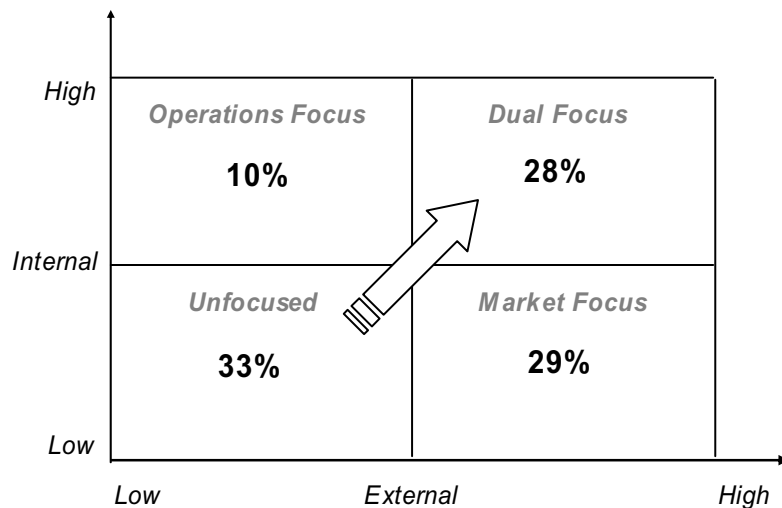 High
Operations Focus
Dual Focus
10%
28%
Internal
Unfocused
Market Focus
33%
29%
Low
Low
External
High